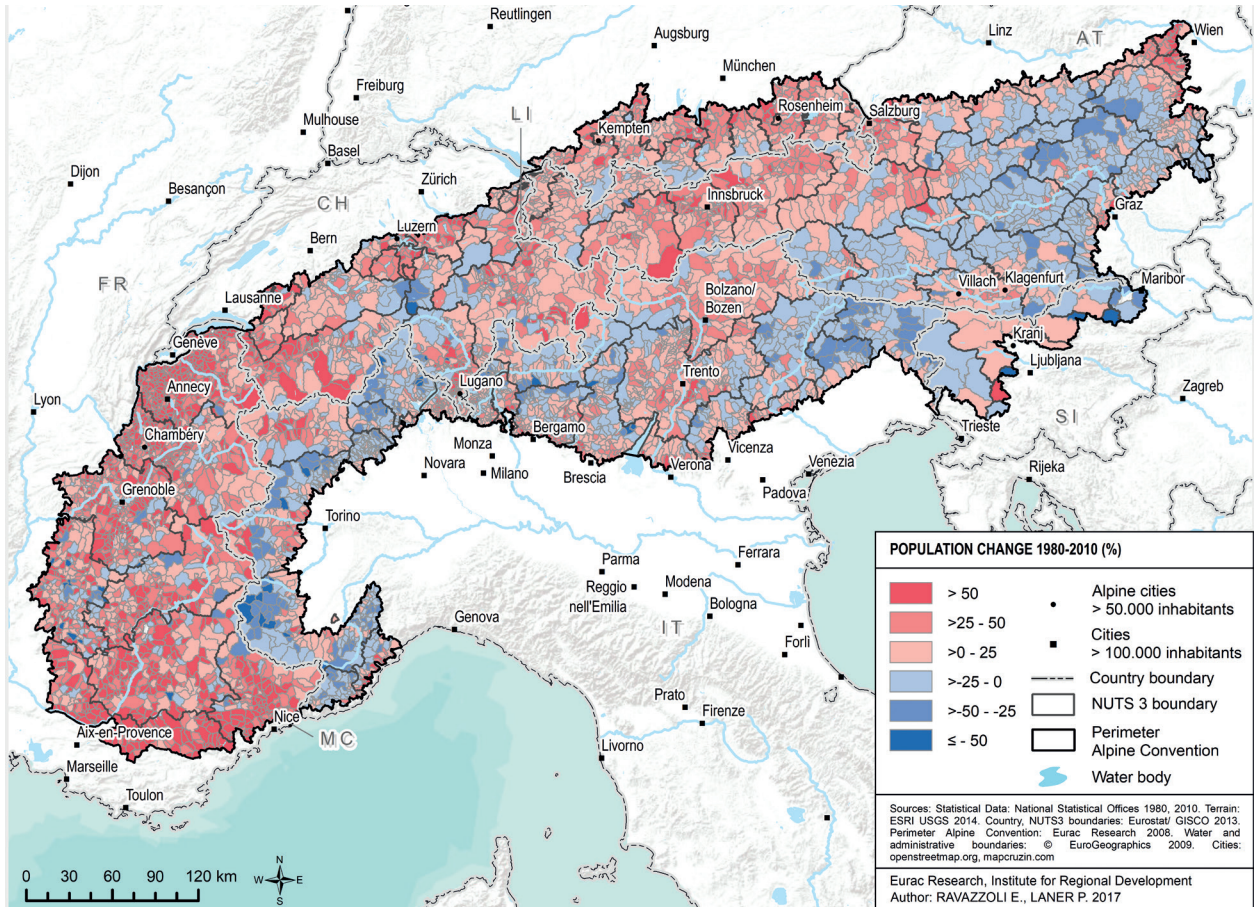 Reutlingen
Augsburg
Linz
AT
Wien
München
Freiburg
Rosenheim
Salzburg
Mulhouse
LI
Kempten
Basel
Dijon
Besançon
Zürich
CH
Innsbruck
Luzern
Graz
Bern
FR
Villach
Klagenfurt
Maribor
Bolzano/
Bozen
Lausanne
Genève
Kranj
Ljubljana
Trento
Annecy
Lugano
Zagreb
Lyon
SI
Trieste
Chambéry
Bergamo
Monza
Vicenza
Novara
Milano
Brescia
Verona
Venezia
Rijeka
Padova
Grenoble
Torino
Parma
Ferrara
Reggio
nell'Emilia
Modena
Genova
Bologna
IT
Forlì
Prato
Firenze
Nice
MC
Aix-en-Provence
Livorno
Marseille
Toulon
POPULATION CHANGE 1980-2010 (%)
> 50
>25 - 50
>0 - 25
>-25 - 0
>-50 - -25
≤ - 50
Alpine cities
> 50.000 inhabitants
Cities
> 100.000 inhabitants
Country boundary
NUTS 3 boundary
Perimeter
Alpine Convention
Water body
Sources: Statistical Data: National Statistical Offices 1980, 2010. Terrain:
ESRI USGS 2014. Country, NUTS3 boundaries: Eurostat/ GISCO 2013.
Perimeter Alpine Convention: Eurac Research 2008. Water and
administrative boundaries: © EuroGeographics 2009. Cities:
openstreetmap.org, mapcruzin.com
Eurac Research, Institute for Regional Development
Author: RAVAZZOLI E., LANER P. 2017
N
W E
S
0 30 60 120 km